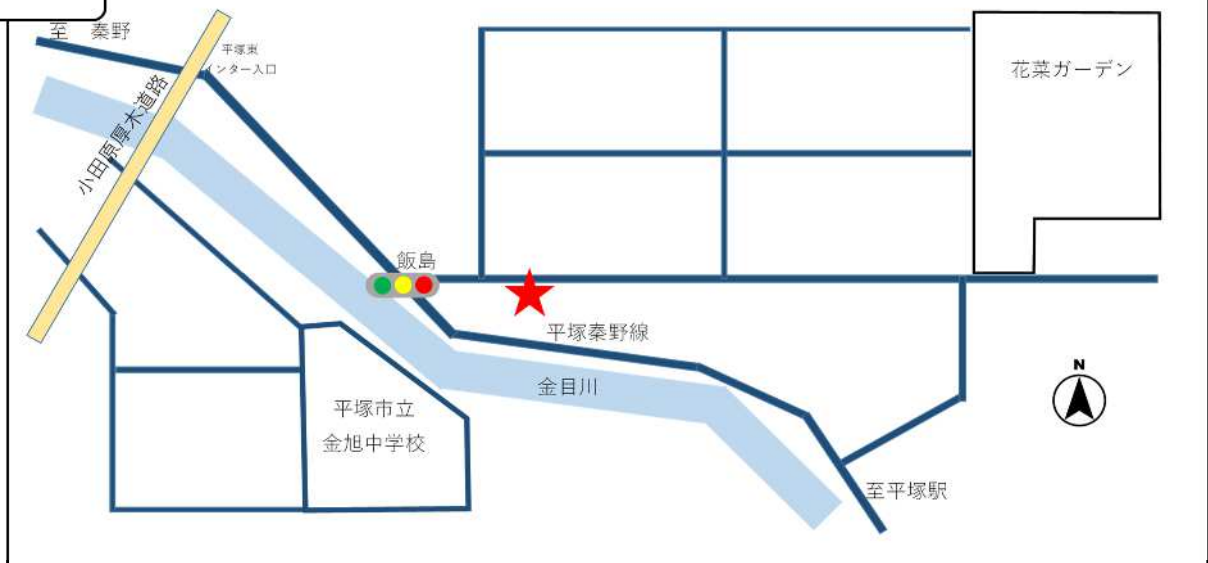 至　秦野
平塚東
インター入口
小田原厚木道路
花菜ガーデン
飯島
平塚秦野線
金目川
平塚市立
金旭中学校
N
至平塚駅